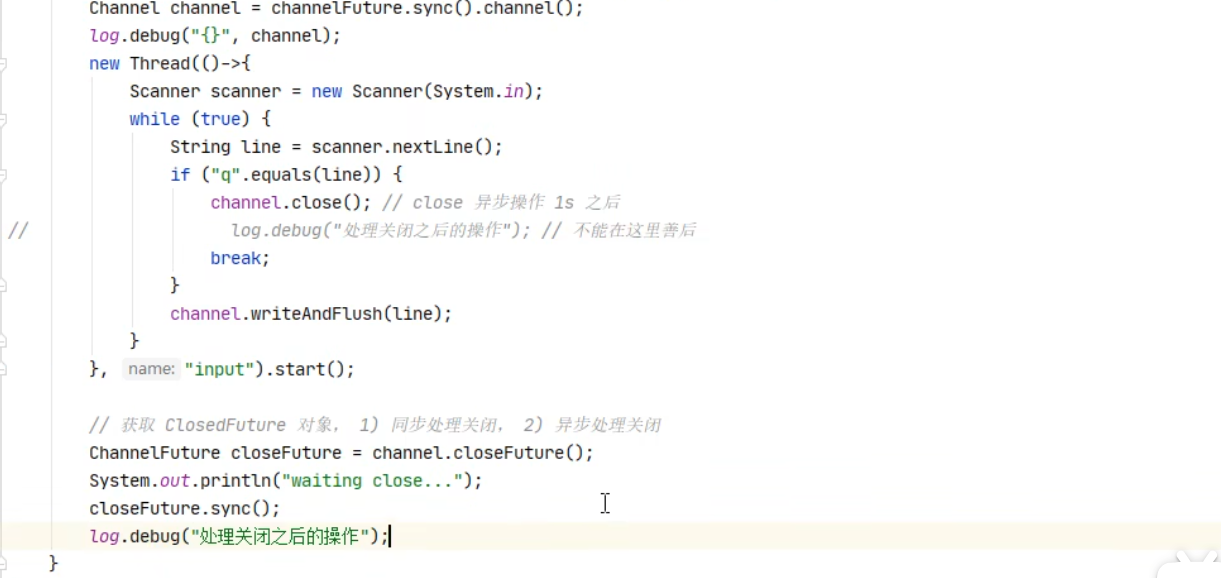 Channel channel = channelFuture.sync().channel();
log.debug("{}", channel);
new Thread(()->{
Scanner scanner = new Scanner(System.in);
while (true) {
String line = scanner.nextLine();
if ("q".equals(line)) {
channel.close(); // close 异步操作 1s 之后
// log.debug("处理关闭之后的操作"); // 不能在这里善后
break;
}
channel.writeAndFlush(line);
}
}, name: "input").start();
// 获取 ClosedFuture 对象， 1) 同步处理关闭， 2) 异步处理关闭
ChannelFuture closeFuture = channel.closeFuture();
System.out.println("waiting close...");
closeFuture.sync();
log.debug("处理关闭之后的操作");
}